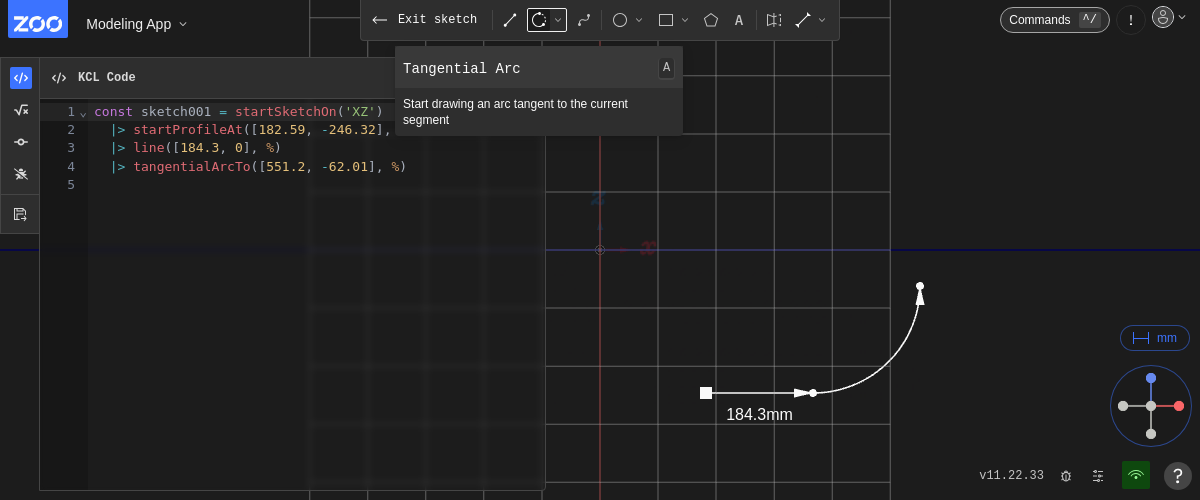 ZOO Modeling App
Exit sketch
A
Commands ^/
!
Tangential Arc A
Start drawing an arc tangent to the current
segment
KCL Code
1 const sketch001 = startSketchOn('XZ')
2 |> startProfileAt([182.59, -246.32],
3 |> line([184.3, 0], %)
4 |> tangentialArcTo([551.2, -62.01], %)
5
z
x
184.3mm
mm
v11.22.33
?